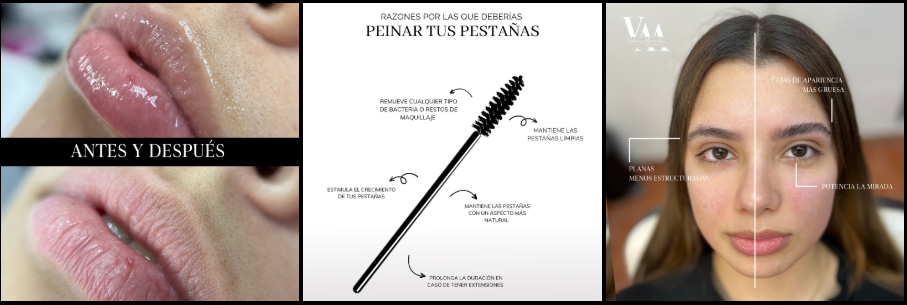 ANTES Y DESPUÉS
RAZONES POR LAS QUE DEBERÍAS
PEINAR TUS PESTAÑAS
REMUEVE CUALQUIER TIPO
DE BACTERIA O RESTOS DE
MAQUILLAJE
MANTIENE LAS
PESTAÑAS LIMPIAS
ESTIMULA EL CRECIMIENTO
DE TUS PESTAÑAS
MANTIENE LAS PESTAÑAS
CON UN ASPECTO MÁS
NATURAL
PROLONGA LA DURACIÓN EN
CASO DE TENER EXTENSIONES
VAA
CEJAS DE APARIENCIA
MAS GRUESA
PLANAS
MENOS ESTRUCTURADAS
POTENCIA LA MIRADA